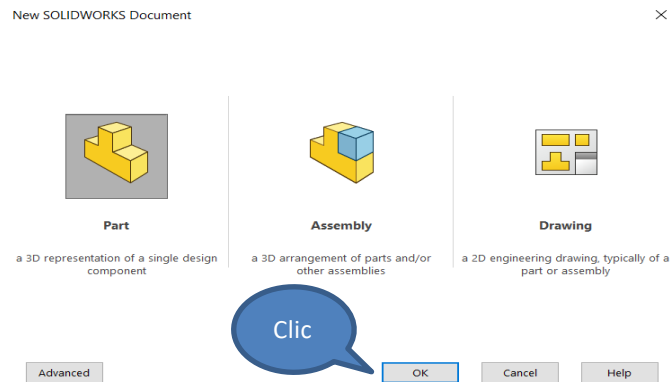 New SOLIDWORKS Document
Part
Assembly
Drawing
a 3D representation of a single design
component
a 3D arrangement of parts and/or
other assemblies
a 2D engineering drawing, typically of a
part or assembly
Clic
Advanced
OK
Cancel
Help